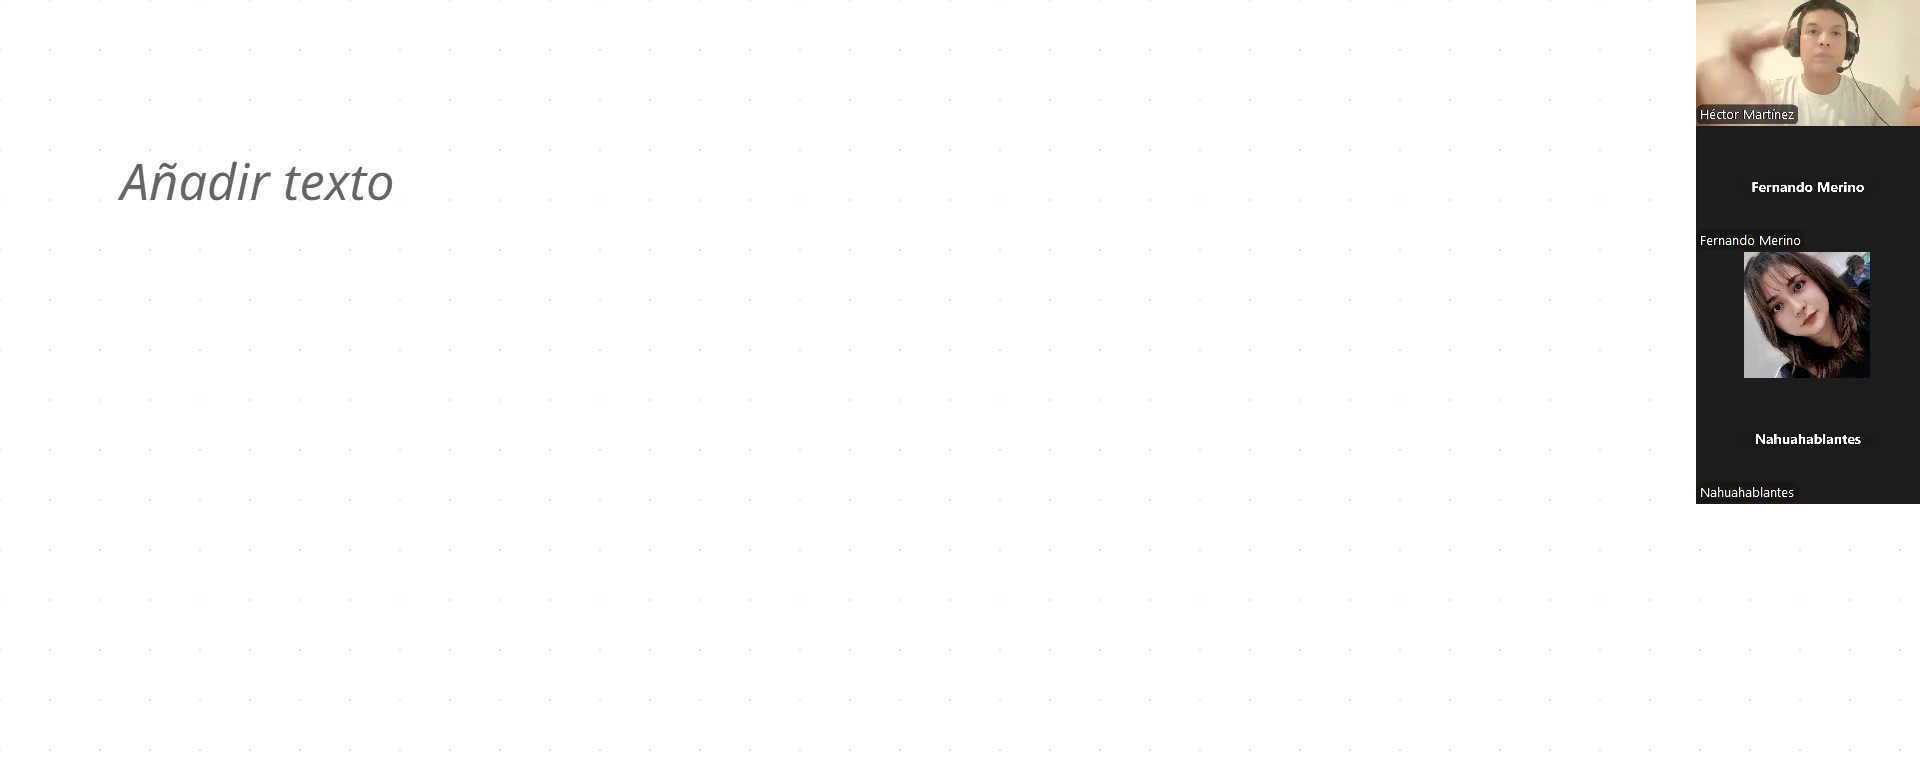 Añadir texto
Héctor Martínez
Fernando Merino
Fernando Merino
Nahuahablantes
Nahuahablantes